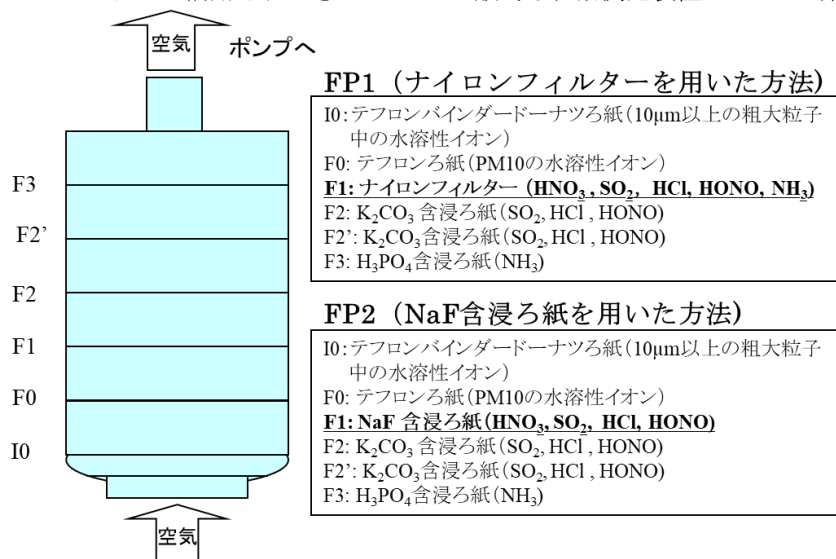 空気
ポンプへ
F3
F2’
F2
F1
F0
I0
空気
FP1（ナイロンフィルターを用いた方法）
I0：テフロンバインダードーナツろ紙（10μm以上の粗大粒子
中の水溶性イオン）
F0: テフロンろ紙（PM10の水溶性イオン）
F1: ナイロンフィルター（HNO3, SO2, HCl, HONO, NH3）
F2: K2CO3 含浸ろ紙（SO2, HCl , HONO）
F2’: K2CO3 含浸ろ紙（SO2, HCl , HONO）
F3: H3PO4含浸ろ紙（NH3）
FP2（NaF含浸ろ紙を用いた方法）
I0：テフロンバインダードーナツろ紙（10μm以上の粗大粒子
中の水溶性イオン）
F0: テフロンろ紙（PM10の水溶性イオン）
F1: NaF 含浸ろ紙（HNO3, SO2, HCl, HONO）
F2: K2CO3 含浸ろ紙（SO2, HCl , HONO）
F2’: K2CO3 含浸ろ紙（SO2, HCl , HONO）
F3: H3PO4含浸ろ紙（NH3）